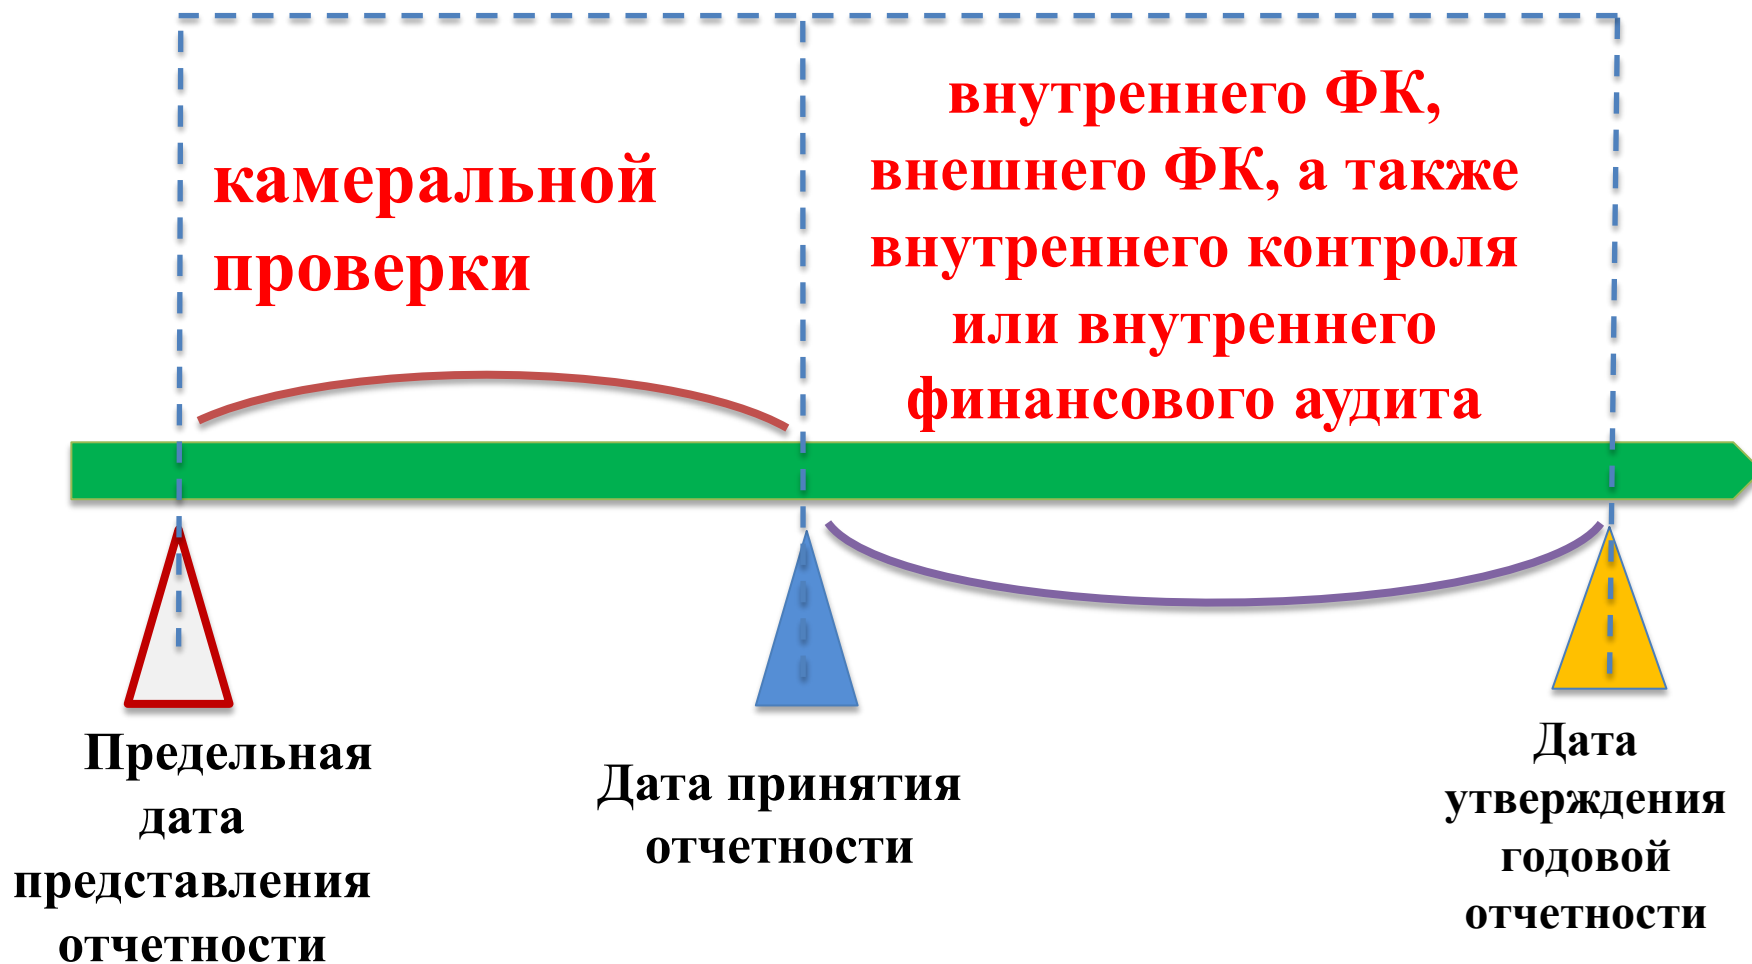 камеральной
проверки
внутреннего ФК,
внешнего ФК, а также
внутреннего контроля
или внутреннего
финансового аудита
Предельная
дата
представления
отчетности
Дата принятия
отчетности
Дата
утверждения
годовой
отчетности